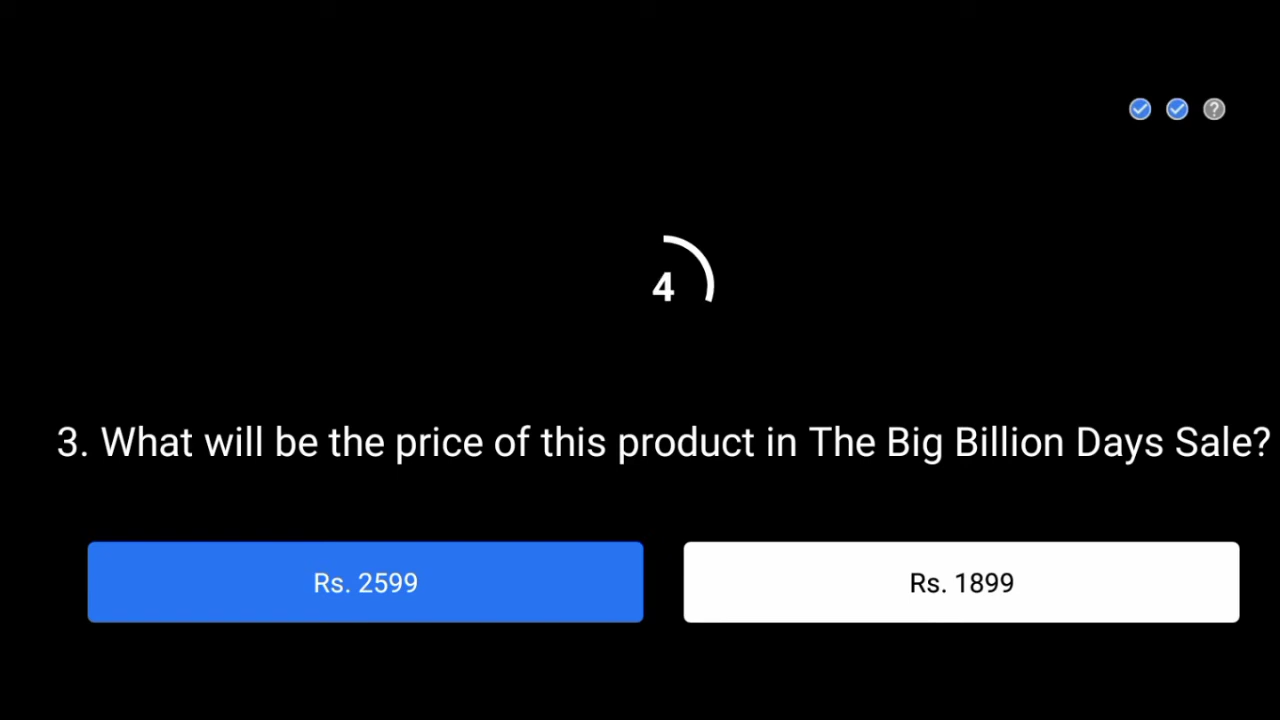 ?
4
3. What will be the price of this product in The Big Billion Days Sale?
Rs. 2599
Rs. 1899